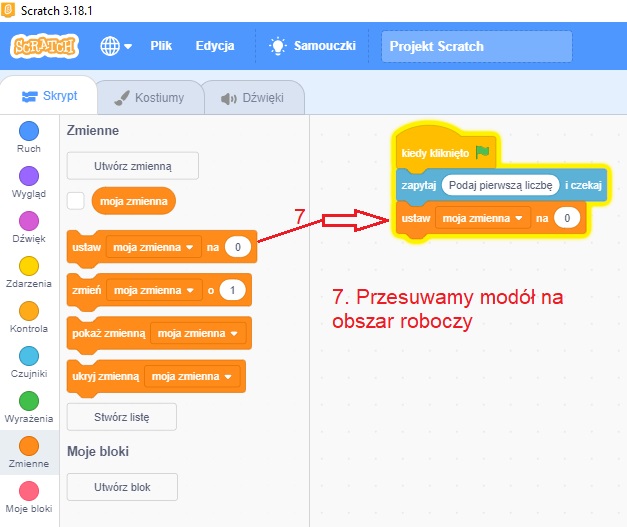 Scratch 3.18.1
SCRATCH Plik Edycja Samouczki Projekt Scratch
Skrypt Kostiumy Dźwięki
Ruch
Wygląd
Dźwięk
Zdarzenia
Kontrola
Czujniki
Wyrażenia
Zmienne
Moje bloki
Zmienne
Utwórz zmienną
moja zmienna
ustaw moja zmienna na 0
zmień moja zmienna o 1
pokaż zmienną moja zmienna
ukryj zmienną moja zmienna
Stwórz listę
Moje bloki
Utwórz blok
7
kiedy kliknięto
zapytaj Podaj pierwszą liczbę i czekaj
ustaw moja zmienna na 0
7. Przesuwamy modół na
obszar roboczy